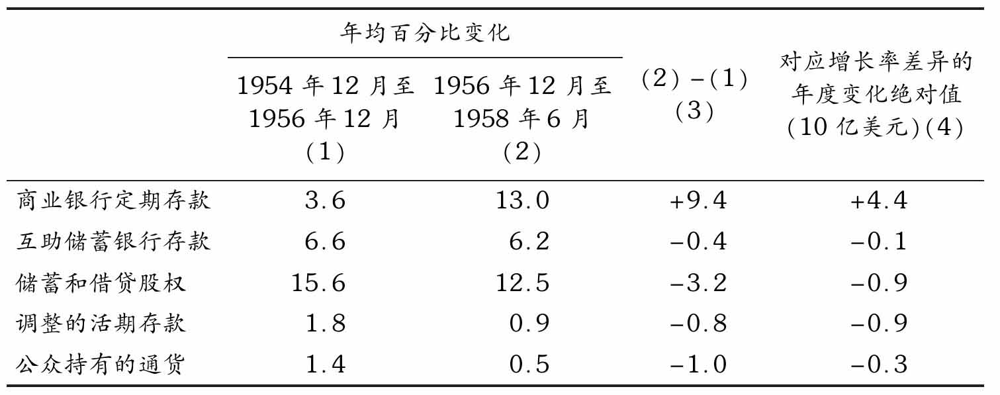 年均百分比变化
1954 年 12 月至 1956 年 12 月 (2) –(1) 对应增长率差异的
1956 年 12 月 1958 年 6 月 (3) 年度变化绝对值
(1) (2) (10 亿美元)(4)
商业银行定期存款 3.6 13.0 +9.4 +4.4
互助储蓄银行存款 6.6 6.2 –0.4 –0.1
储蓄和借贷股权 15.6 12.5 –3.2 –0.9
调整的活期存款 1.8 0.9 –0.8 –0.9
公众持有的通货 1.4 0.5 –1.0 –0.3